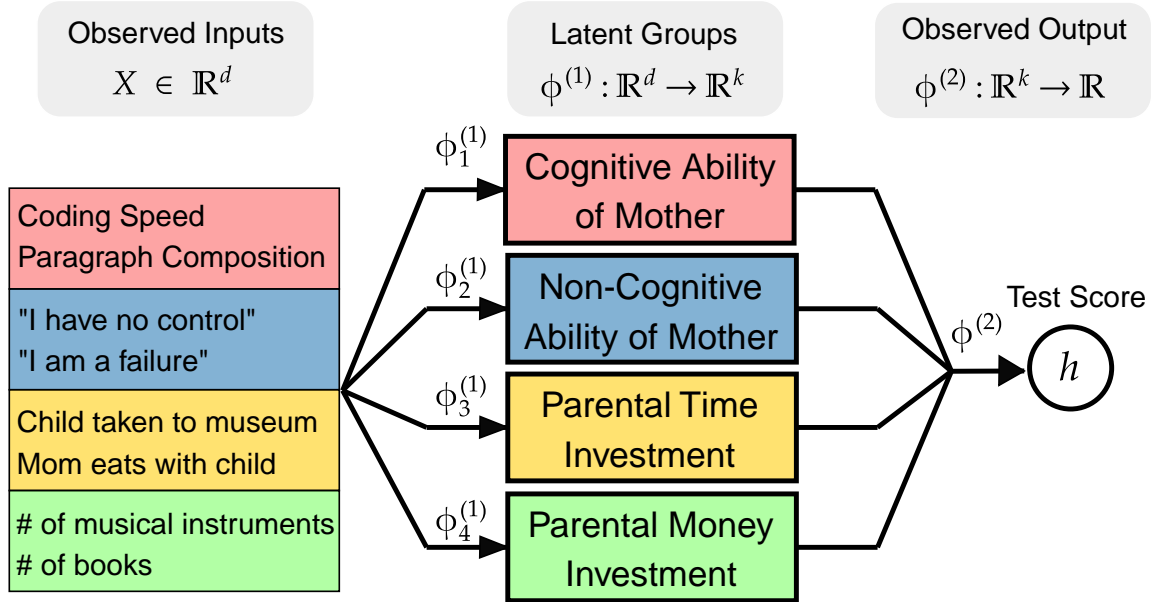 Observed Inputs
X ∈ ℝ^d
Latent Groups
ϕ^(1) : ℝ^d → ℝ^k
Observed Output
ϕ^(2) : ℝ^k → ℝ
Coding Speed
Paragraph Composition
"I have no control"
"I am a failure"
Child taken to museum
Mom eats with child
# of musical instruments
# of books
ϕ_1^(1)
Cognitive Ability
of Mother
ϕ_2^(1)
Non-Cognitive
Ability of Mother
ϕ_3^(1)
Parental Time
Investment
ϕ_4^(1)
Parental Money
Investment
ϕ^(2)
Test Score
h